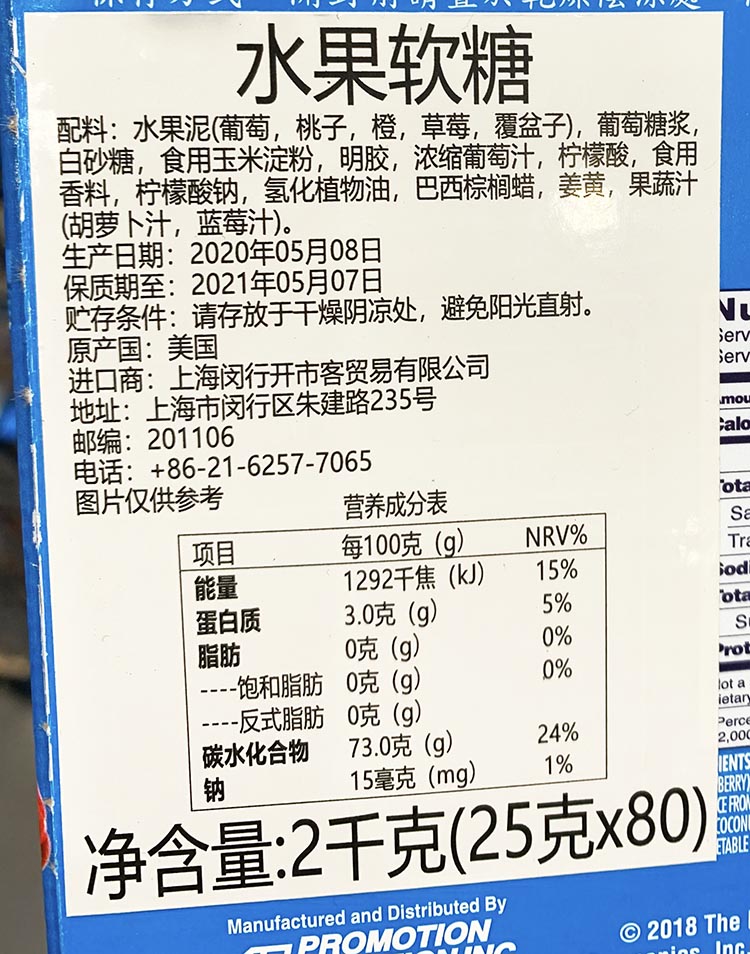 水果软糖
配料：水果泥(葡萄，桃子，橙，草莓，覆盆子)，葡萄糖浆，
白砂糖，食用玉米淀粉，明胶，浓缩葡萄汁，柠檬酸，食用
香料，柠檬酸钠，氢化植物油，巴西棕榈蜡，姜黄，果蔬汁
(胡萝卜汁，蓝莓汁)。
生产日期：2020年05月08日
保质期至：2021年05月07日
贮存条件：请存放于干燥阴凉处，避免阳光直射。
原产国：美国
进口商：上海闵行开市客贸易有限公司
地址：上海市闵行区朱建路235号
邮编：201106
电话：+86-21-6257-7065
图片仅供参考
营养成分表
项目 每100克（g） NRV%
能量 1292千焦（kJ） 15%
蛋白质 3.0克（g） 5%
脂肪 0克（g） 0%
----饱和脂肪 0克（g） 0%
----反式脂肪 0克（g）
碳水化合物 73.0克（g） 24%
钠 15毫克（mg） 1%
净含量:2千克(25克x80)
Manufactured and Distributed By
PROMOTION
© 2018 The
Inc.